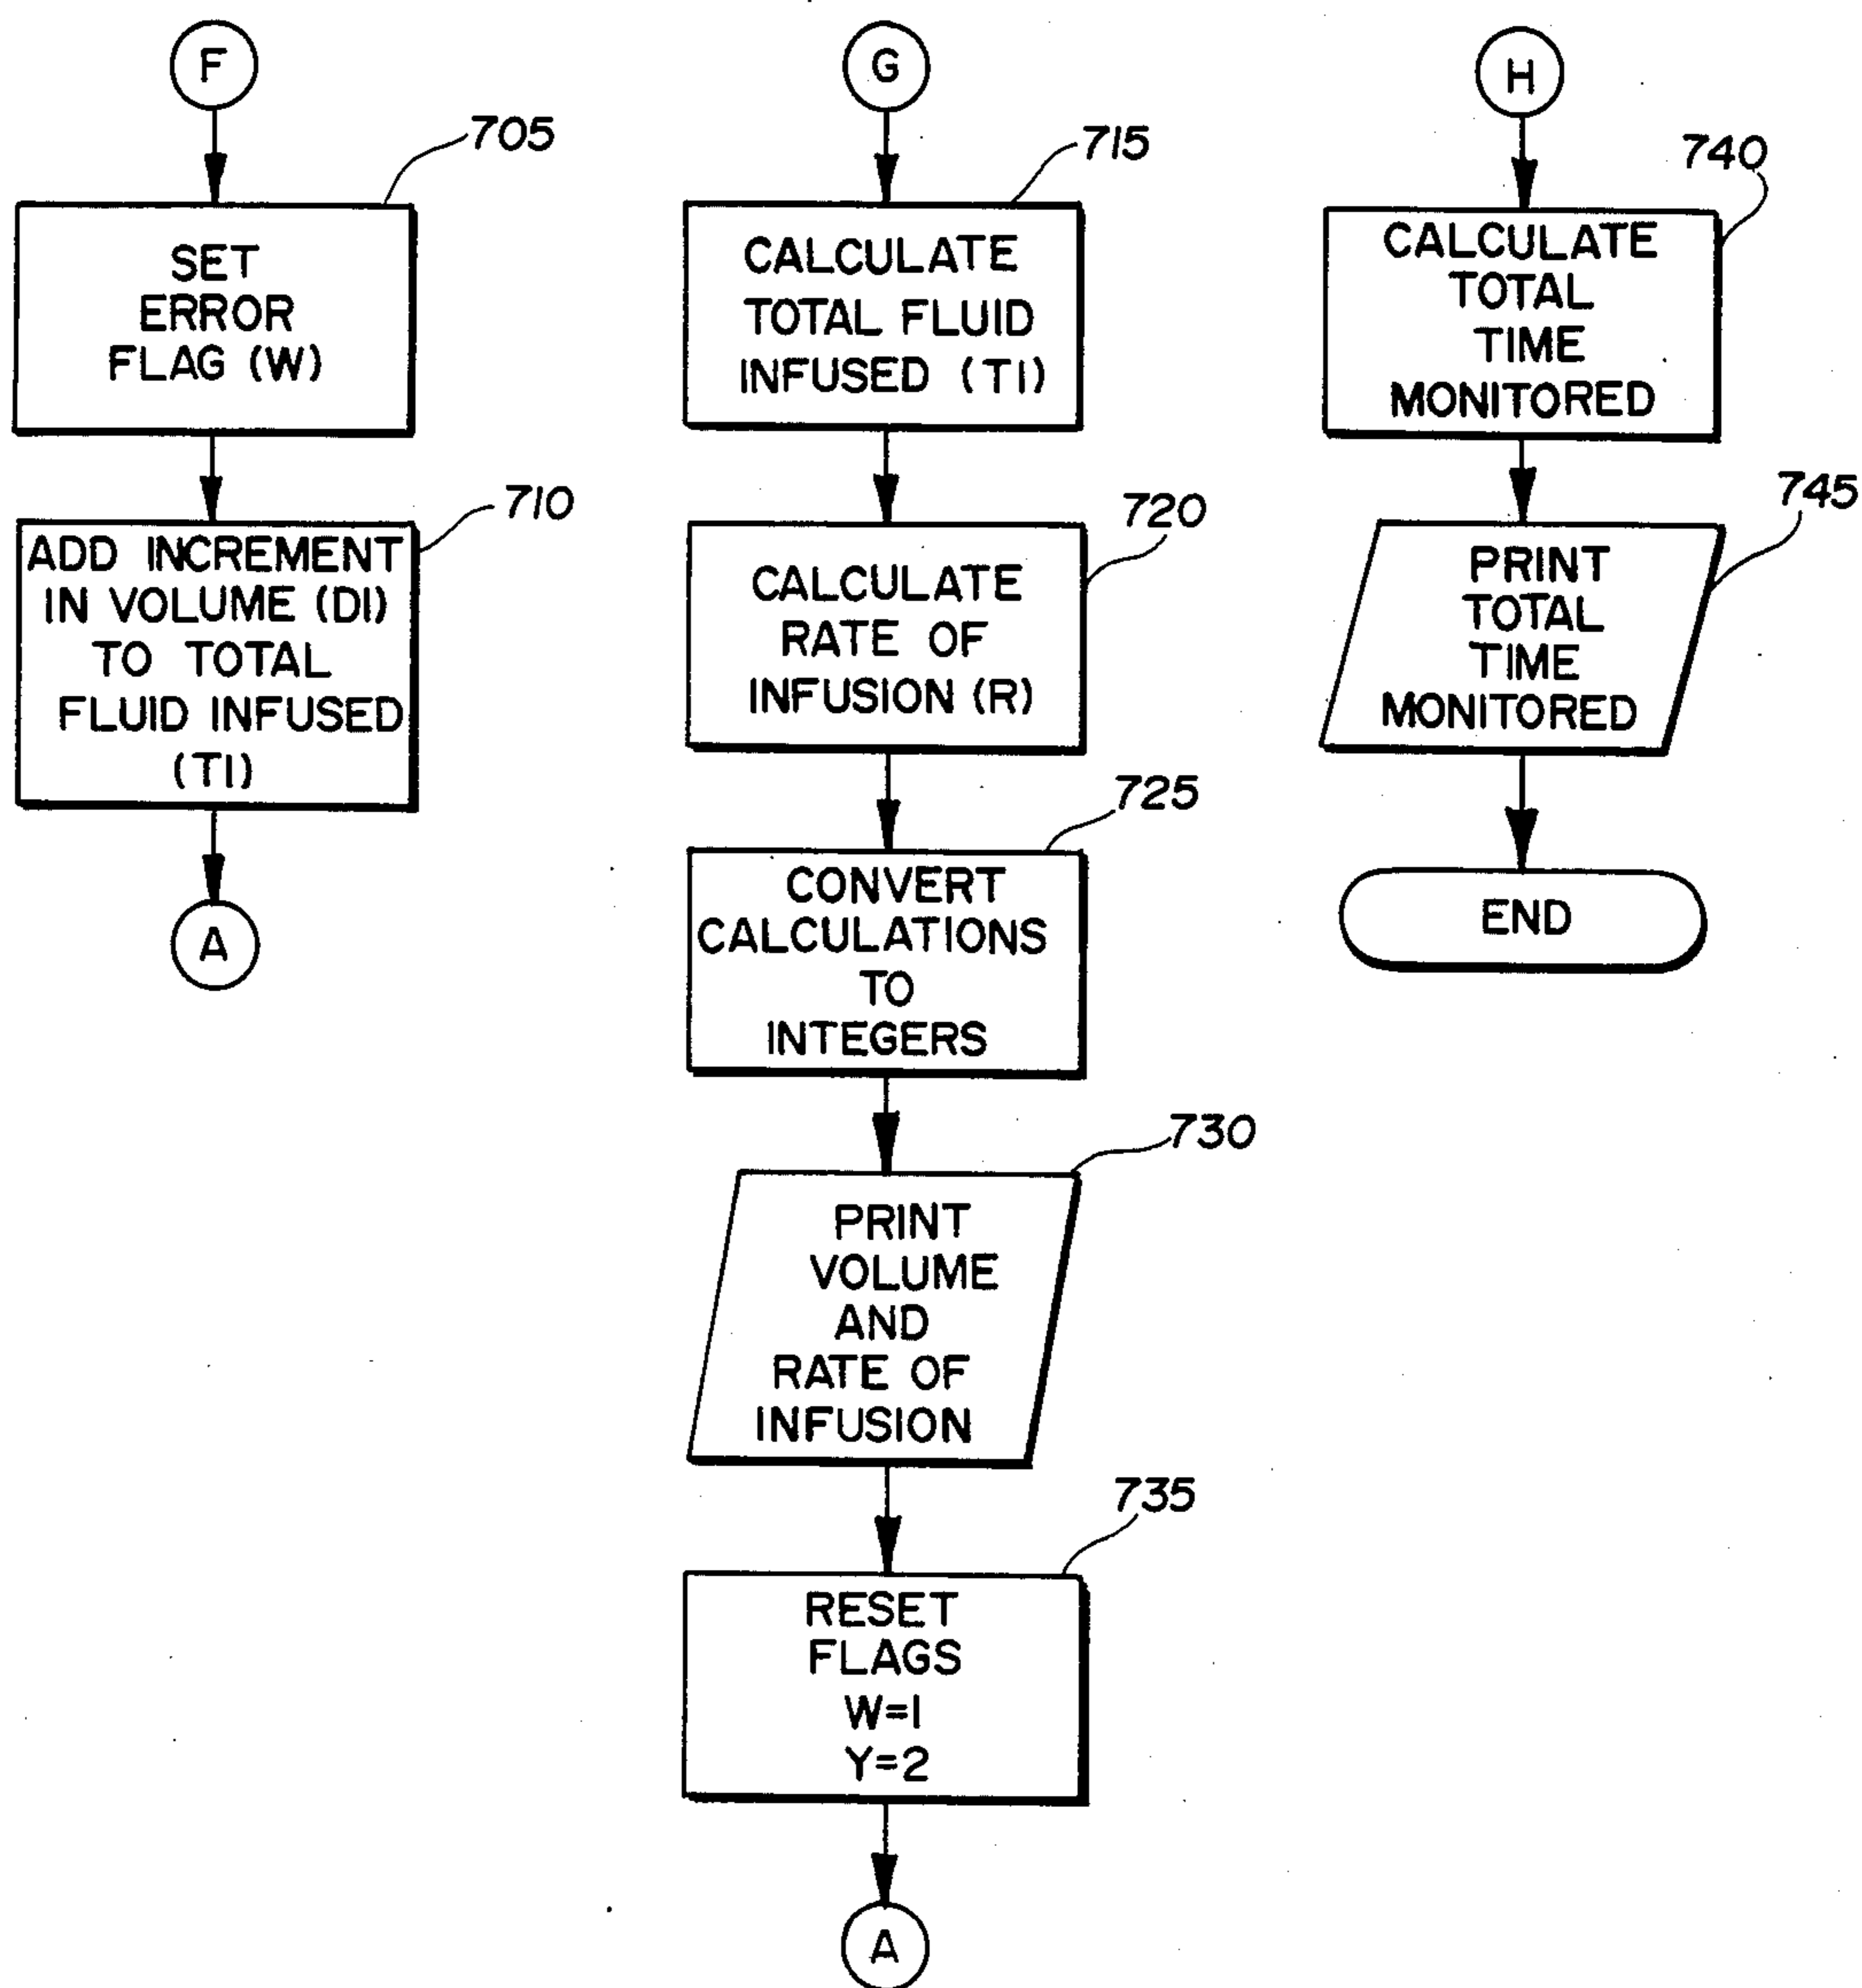 F
705
SET
ERROR
FLAG (W)
710
ADD INCREMENT
IN VOLUME (DI)
TO TOTAL
FLUID INFUSED
(TI)
A
G
715
CALCULATE
TOTAL FLUID
INFUSED (TI)
720
CALCULATE
RATE OF
INFUSION (R)
725
CONVERT
CALCULATIONS
TO
INTEGERS
730
PRINT
VOLUME
AND
RATE OF
INFUSION
735
RESET
FLAGS
W=1
Y=2
A
H
740
CALCULATE
TOTAL
TIME
MONITORED
745
PRINT
TOTAL
TIME
MONITORED
END